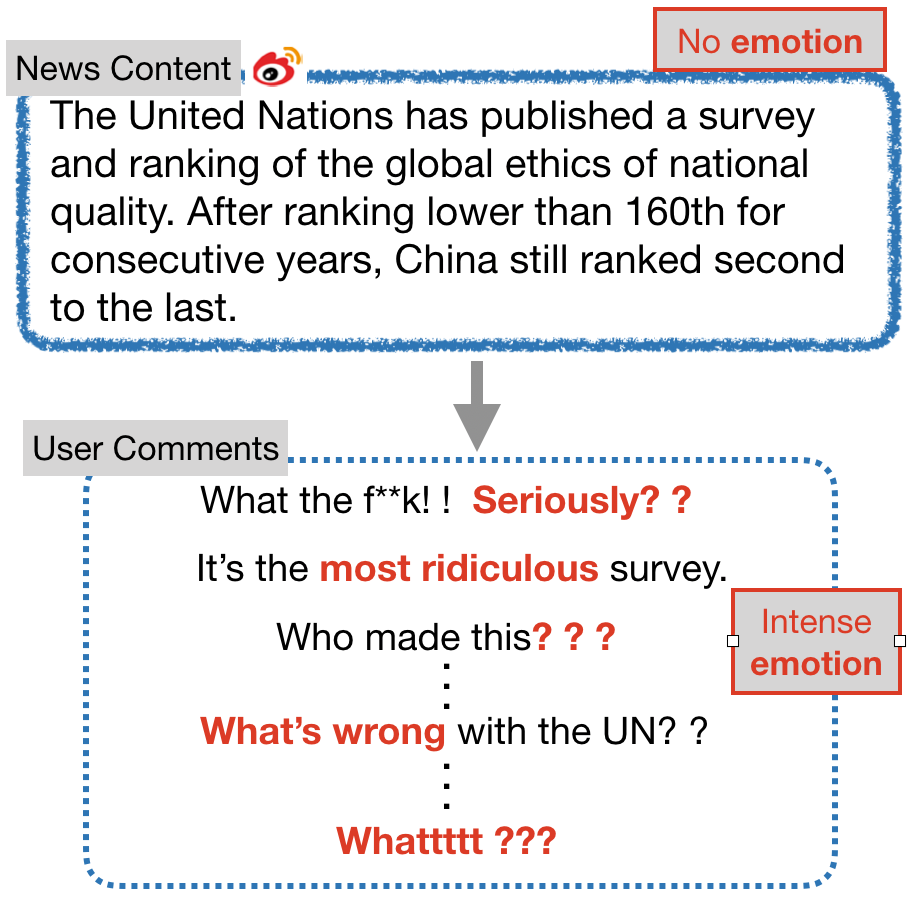 No emotion
News Content
The United Nations has published a survey
and ranking of the global ethics of national
quality. After ranking lower than 160th for
consecutive years, China still ranked second
to the last.
User Comments
What the f**k! ! Seriously? ?
It’s the most ridiculous survey.
Who made this? ? ?
Intense
emotion
What’s wrong with the UN? ?
Whattttt ???